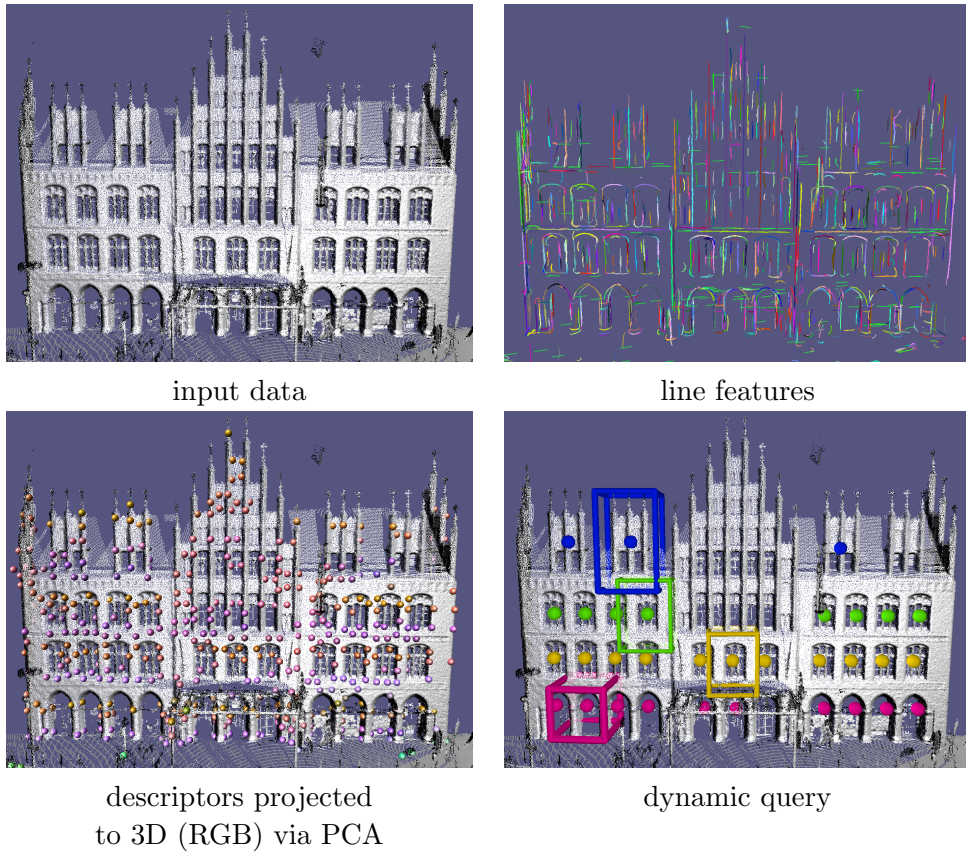 input data
line features
descriptors projected
to 3D (RGB) via PCA
dynamic query